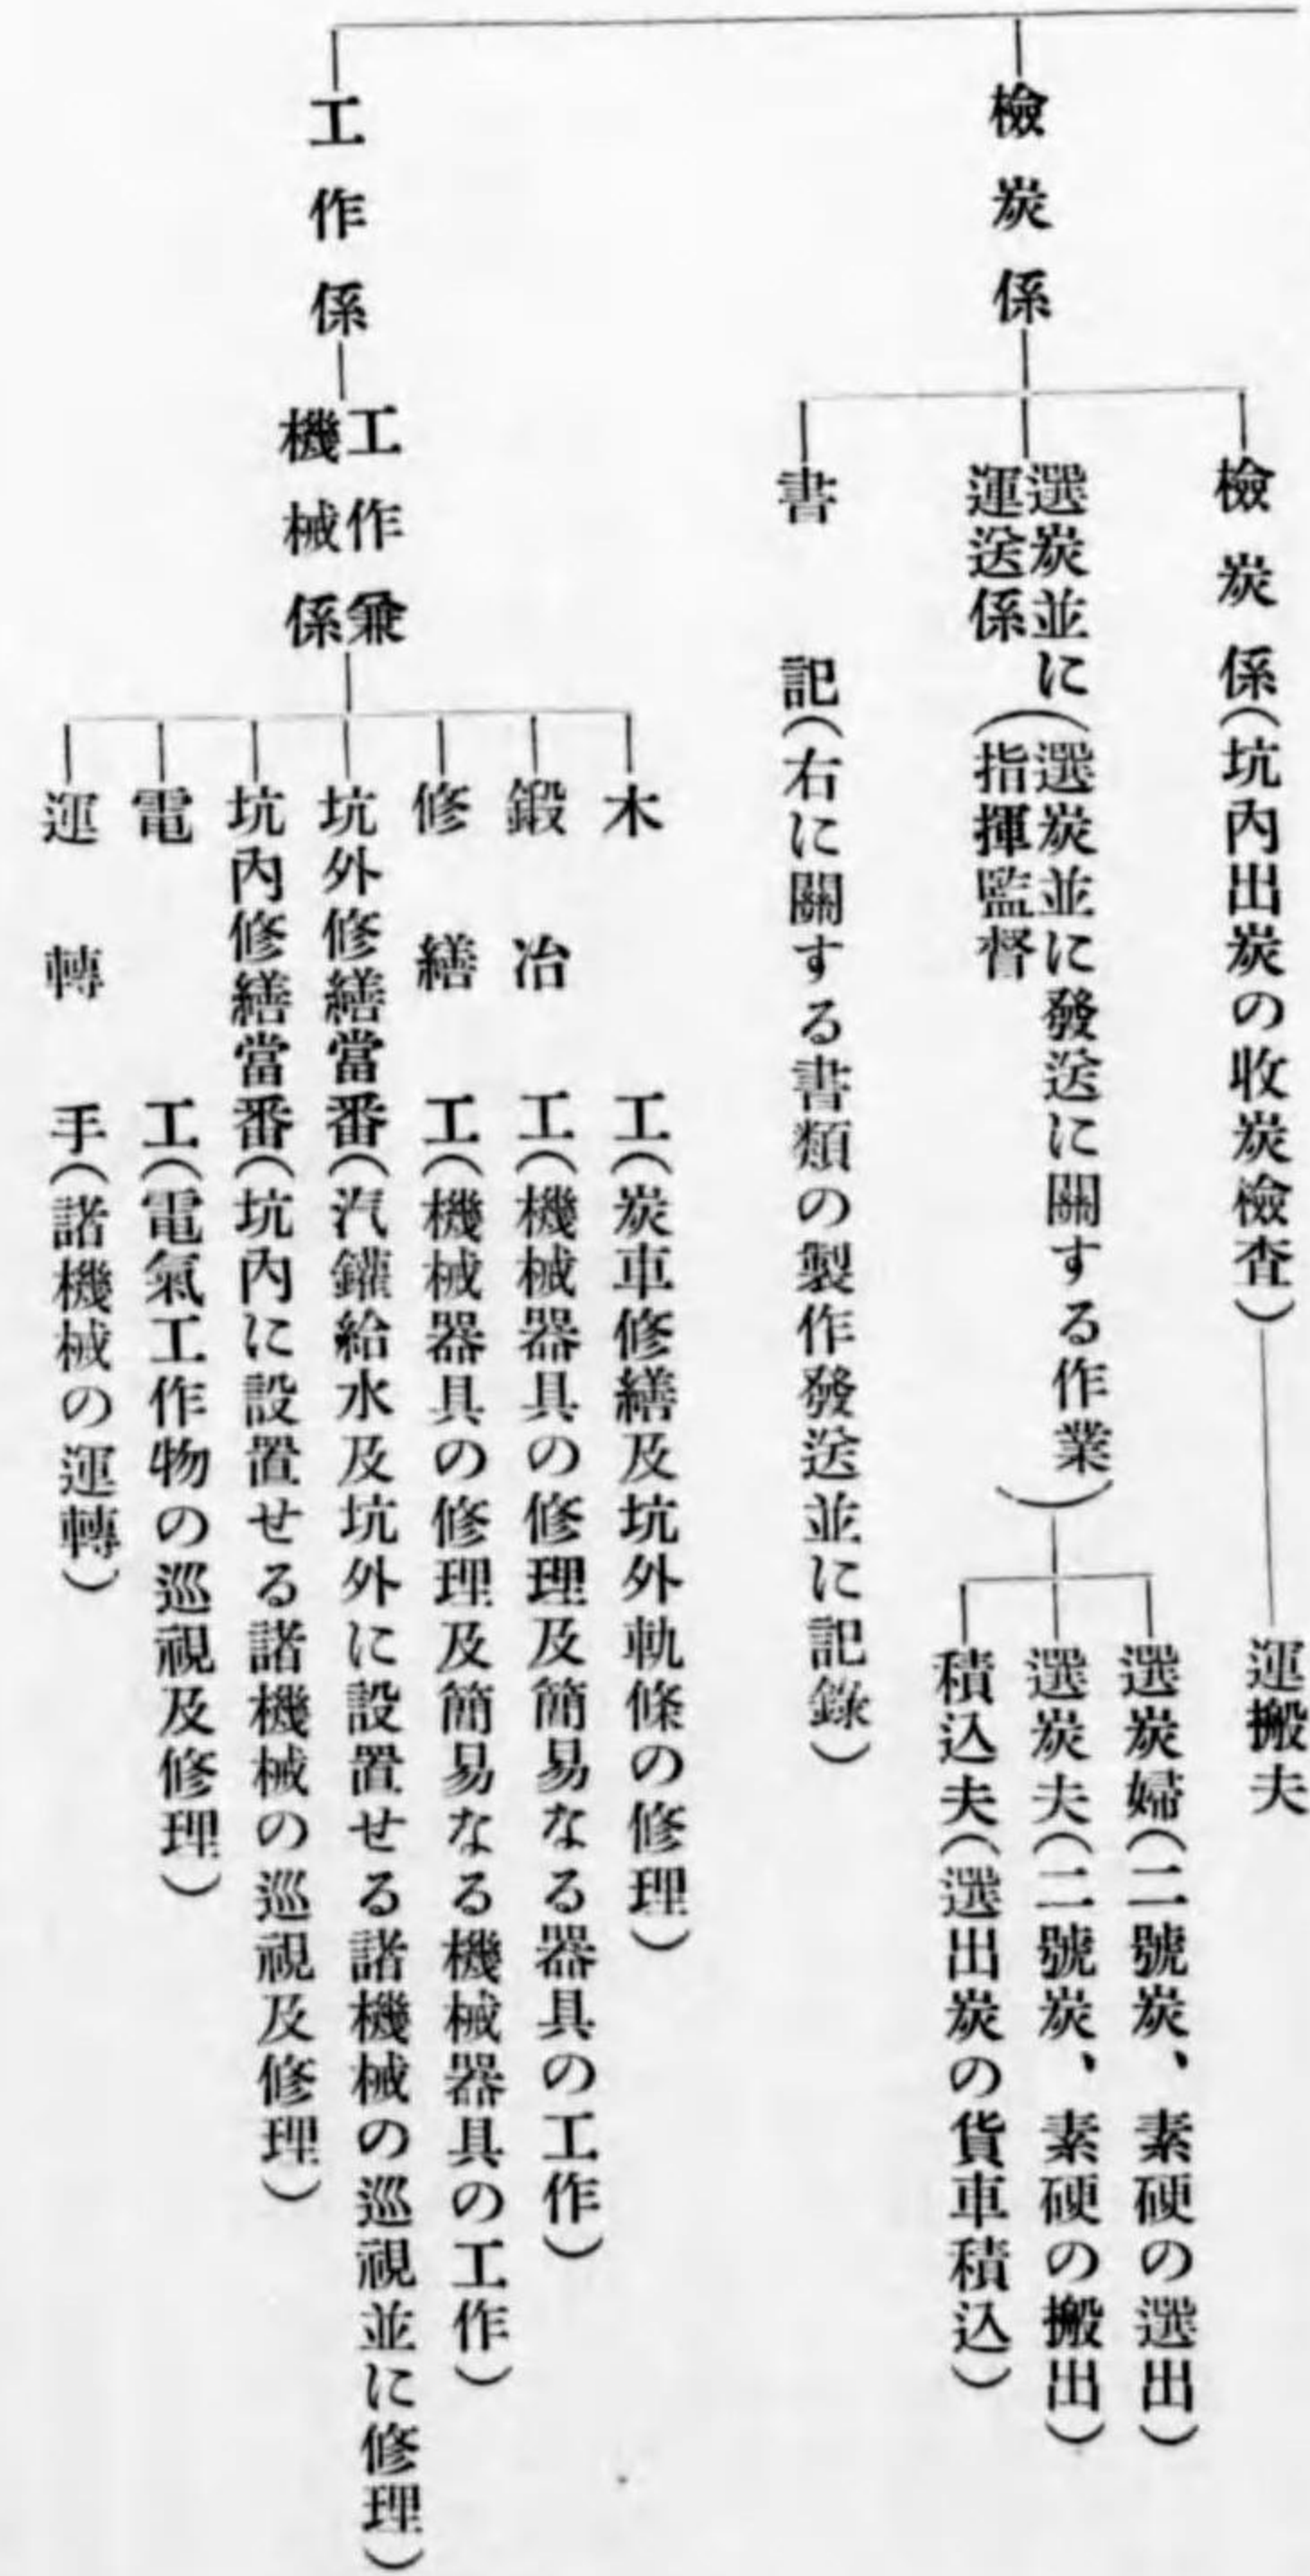 檢炭係
檢炭係(坑內出炭の收炭檢査)
運搬夫
選炭並に
運送係
(選炭並に發送に關する作業
指揮監督)
選炭婦(二號炭、素硬の選出)
選炭夫(二號炭、素硬の搬出)
積込夫(選出炭の貨車積込)
書記(右に關する書類の製作發送並に記錄)
工作係
工作兼
機械係
木工(炭車修繕及坑外軌條の修理)
鍛冶工(機械器具の修理及簡易なる器具の工作)
修繕工(機械器具の修理及簡易なる機械器具の工作)
坑外修繕當番(汽鑵給水及坑外に設置せる諸機械の巡視並に修理)
坑內修繕當番(坑內に設置せる諸機械の巡視及修理)
電工(電氣工作物の巡視及修理)
運轉手(諸機械の運轉)